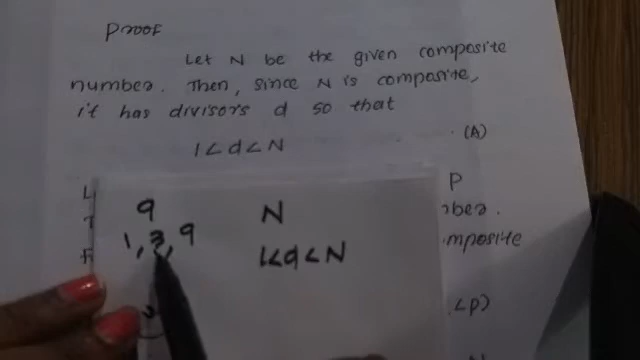 Proof
Let N be the given composite
number. Then, since N is composite,
it has divisors d so that
1<d<N (A)
P
9 N
1, 3, 9 1<d<N
mposite
<P)